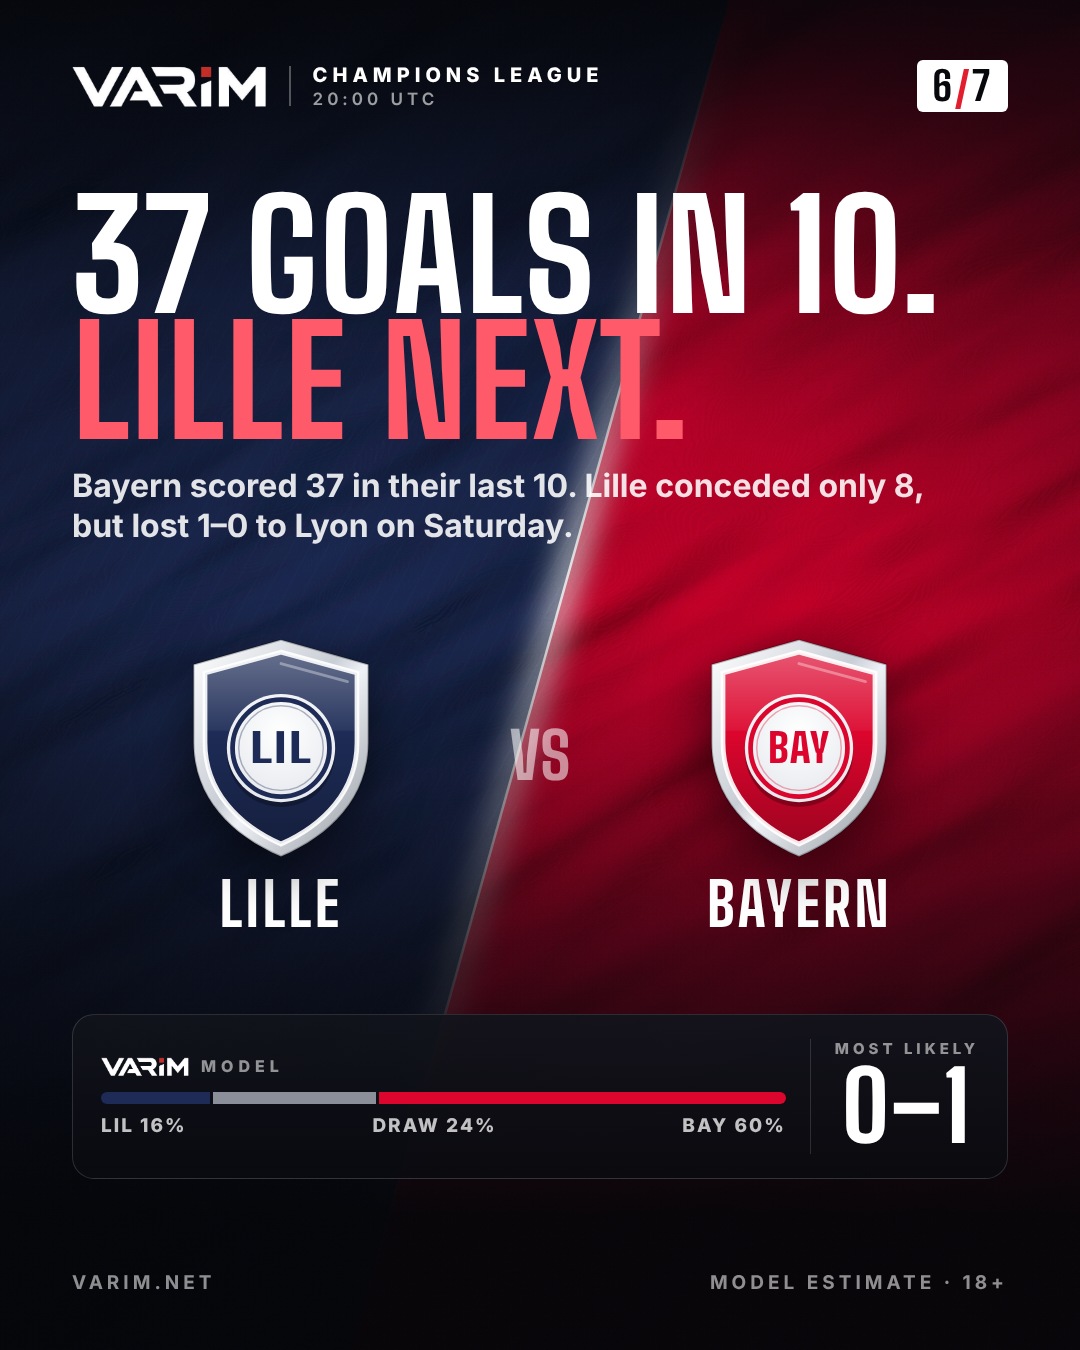 VARiM
CHAMPIONS LEAGUE
20:00 UTC
6/7
37 GOALS IN 10.
LILLE NEXT.
Bayern scored 37 in their last 10. Lille conceded only 8,
but lost 1–0 to Lyon on Saturday.
LIL
VS
BAY
LILLE
BAYERN
VARiM MODEL
LIL 16%
DRAW 24%
BAY 60%
MOST LIKELY
0–1
VARIM.NET
MODEL ESTIMATE · 18+